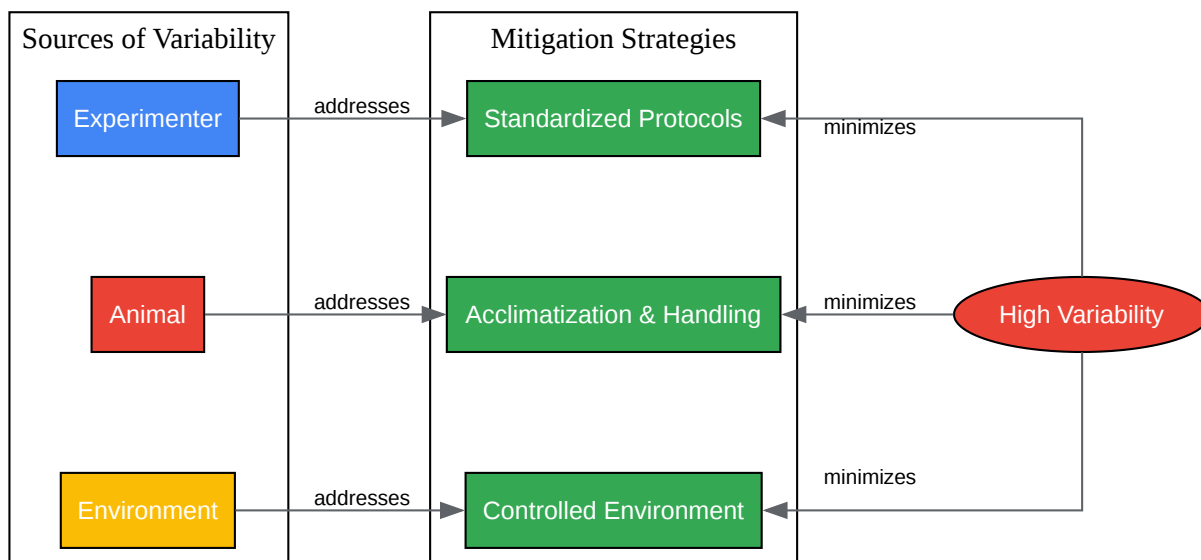 Sources of Variability
Mitigation Strategies
Experimenter
addresses
Standardized Protocols
minimizes
Animal
addresses
Acclimatization & Handling
minimizes
High Variability
Environment
addresses
Controlled Environment
minimizes